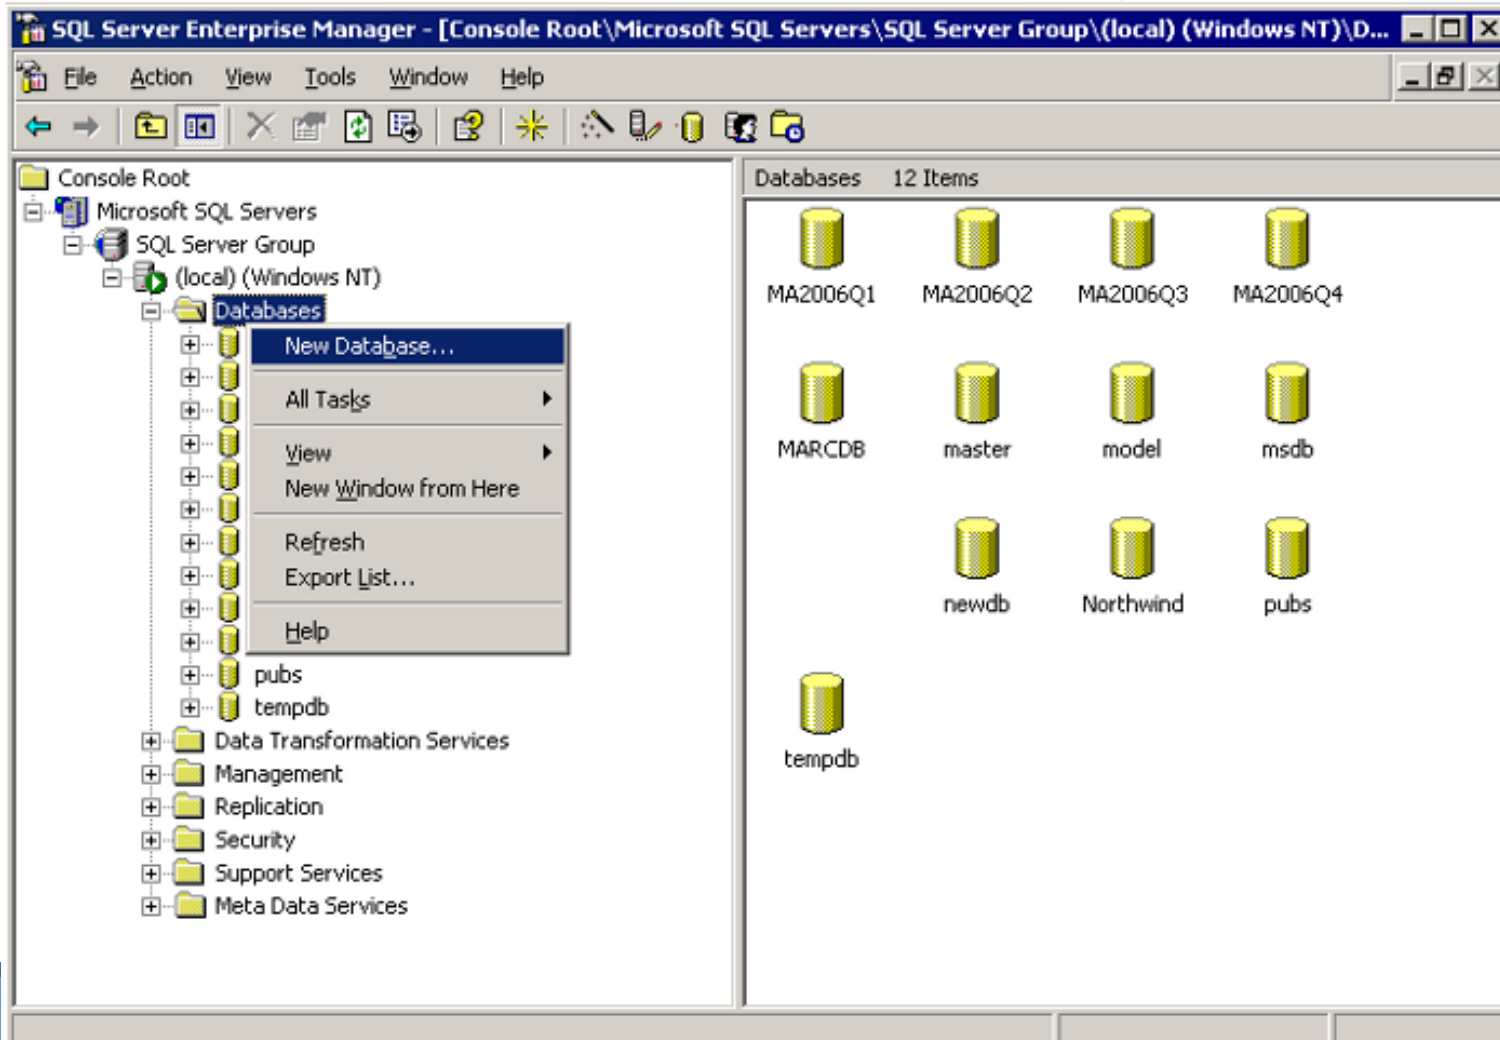 SQL Server Enterprise Manager - [Console Root\Microsoft SQL Servers\SQL Server Group\(local) (Windows NT)\D...
File Action View Tools Window Help
Console Root
Microsoft SQL Servers
SQL Server Group
(local) (Windows NT)
Databases
New Database...
All Tasks
View
New Window from Here
Refresh
Export List...
Help
pubs
tempdb
Data Transformation Services
Management
Replication
Security
Support Services
Meta Data Services
Databases 12 Items
MA2006Q1 MA2006Q2 MA2006Q3 MA2006Q4
MARCDB master model msdb
newdb Northwind pubs
tempdb